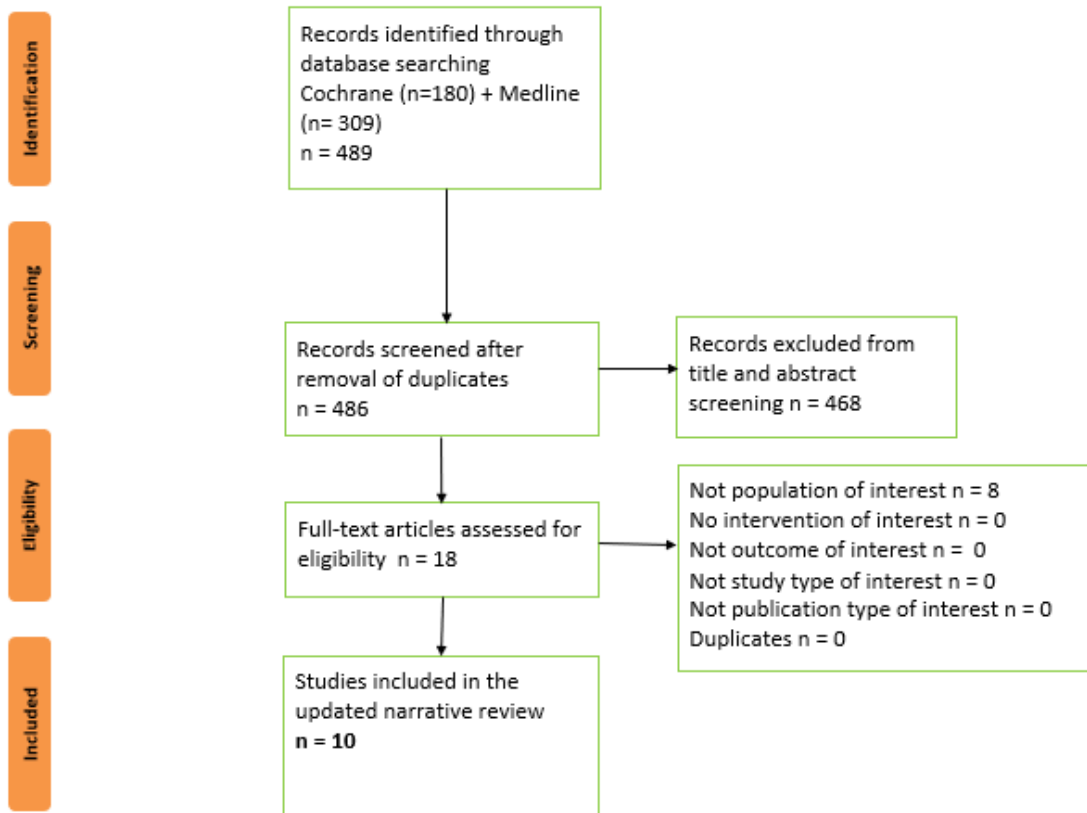 Identification
Records identified through
database searching
Cochrane (n=180) + Medline
(n= 309)
n = 489
Screening
Records screened after
removal of duplicates
n = 486
Records excluded from
title and abstract
screening n = 468
Eligibility
Full-text articles assessed for
eligibility  n = 18
Not population of interest n = 8
No intervention of interest n = 0
Not outcome of interest n =  0
Not study type of interest n = 0
Not publication type of interest n = 0
Duplicates n = 0
Included
Studies included in the
updated narrative review
n = 10